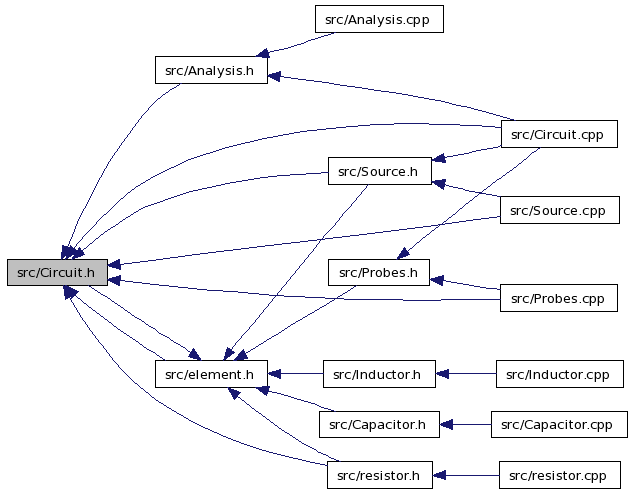 src/Analysis.cpp
src/Analysis.h
src/Circuit.cpp
src/Source.h
src/Source.cpp
src/Circuit.h
src/Probes.h
src/Probes.cpp
src/element.h
src/Inductor.h
src/Inductor.cpp
src/Capacitor.h
src/Capacitor.cpp
src/resistor.h
src/resistor.cpp